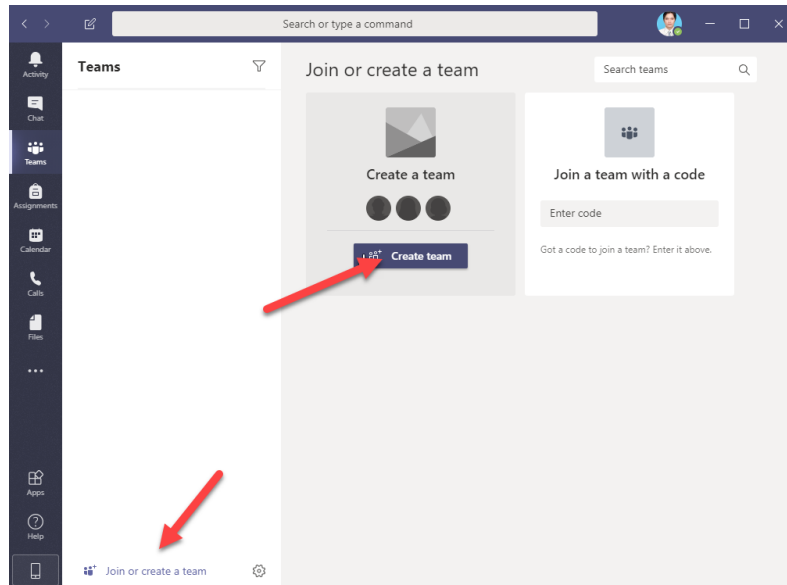 Search or type a command
Activity
Chat
Teams
Assignments
Calendar
Calls
Files
Apps
Help
Teams
Join or create a team
Join or create a team
Search teams
Create a team
Create team
Join a team with a code
Enter code
Got a code to join a team? Enter it above.